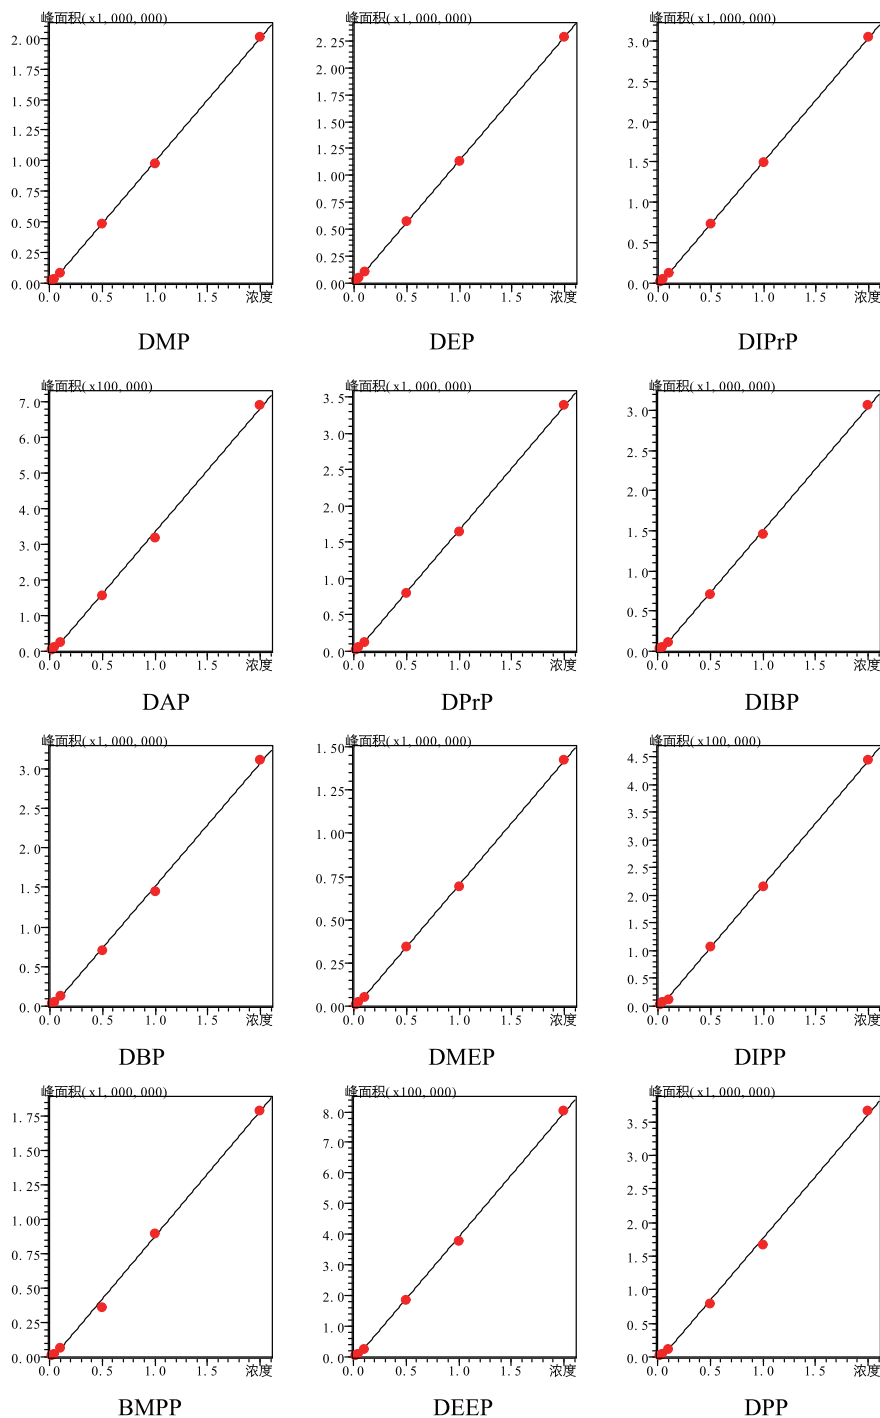 峰面积(x1,000,000) 峰面积(x1,000,000) 峰面积(x1,000,000)
2.00 2.25 3.0
1.75 2.00 2.5
1.50 1.75 2.0
1.25 1.50 1.5
1.00 1.25 1.0
0.75 1.00 0.5
0.50 0.75 0.0
0.25 0.50
0.00 0.25
0.00
0.0 0.5 1.0 1.5 浓度 0.0 0.5 1.0 1.5 浓度 0.0 0.5 1.0 1.5 浓度
DMP DEP DIPrP
峰面积(x100,000) 峰面积(x1,000,000) 峰面积(x1,000,000)
7.0 3.5 3.0
6.0 3.0 2.5
5.0 2.5 2.0
4.0 2.0 1.5
3.0 1.5 1.0
2.0 1.0 0.5
1.0 0.5 0.0
0.0 0.0
0.0 0.5 1.0 1.5 浓度 0.0 0.5 1.0 1.5 浓度 0.0 0.5 1.0 1.5 浓度
DAP DPrP DIBP
峰面积(x1,000,000) 峰面积(x1,000,000) 峰面积(x100,000)
3.0 1.50 4.5
2.5 1.25 4.0
2.0 1.00 3.5
1.5 0.75 3.0
1.0 0.50 2.5
0.5 0.25 2.0
0.0 0.00 1.5
1.0
0.5
0.0
0.0 0.5 1.0 1.5 浓度 0.0 0.5 1.0 1.5 浓度 0.0 0.5 1.0 1.5 浓度
DBP DMEP DIPP
峰面积(x1,000,000) 峰面积(x100,000) 峰面积(x1,000,000)
1.75 8.0 3.5
1.50 7.0 3.0
1.25 6.0 2.5
1.00 5.0 2.0
0.75 4.0 1.5
0.50 3.0 1.0
0.25 2.0 0.5
0.00 1.0 0.0
0.0
0.0 0.5 1.0 1.5 浓度 0.0 0.5 1.0 1.5 浓度 0.0 0.5 1.0 1.5 浓度
BMPP DEEP DPP